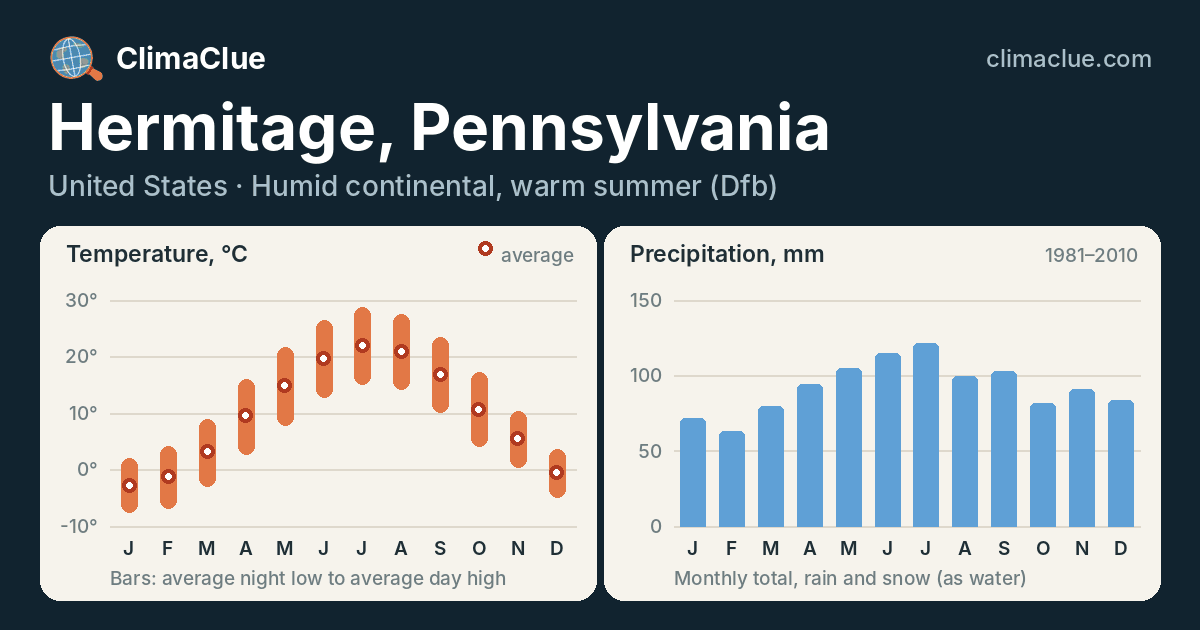 ClimaClue
climaclue.com
Hermitage, Pennsylvania
United States · Humid continental, warm summer (Dfb)
Temperature, °C
average
30°
20°
10°
0°
-10°
J F M A M J J A S O N D
Bars: average night low to average day high
Precipitation, mm
1981–2010
150
100
50
0
J F M A M J J A S O N D
Monthly total, rain and snow (as water)